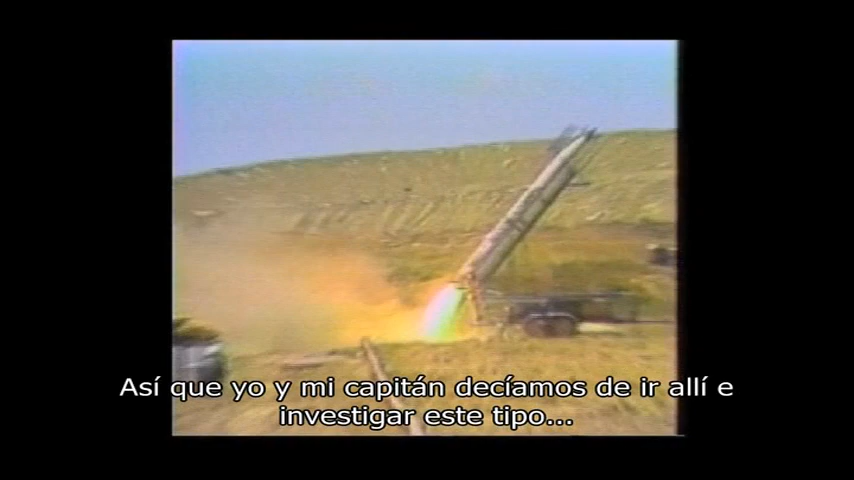 Así que yo y mi capitán decíamos de ir allí e
investigar este tipo...